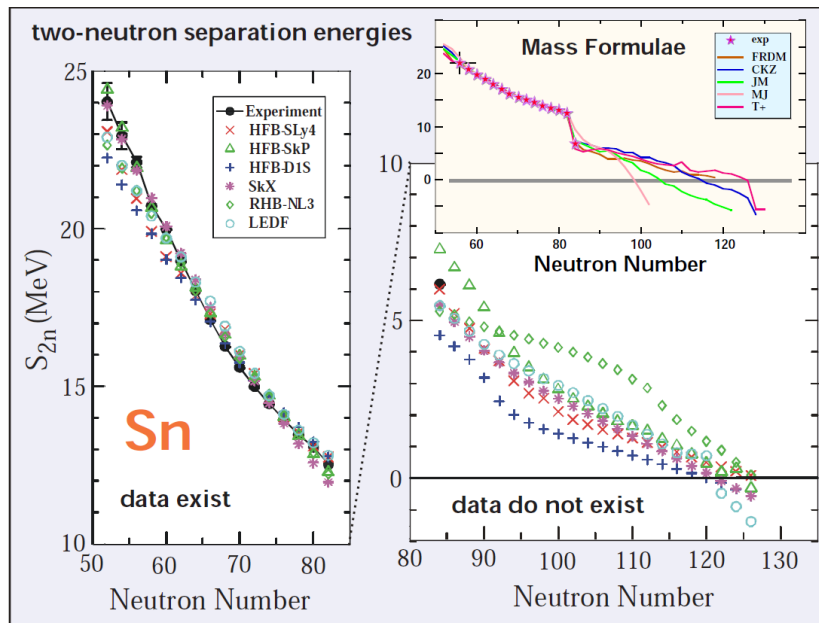 two-neutron separation energies
S2n (MeV)
25
20
15
10
Experiment
HFB-SLy4
HFB-SkP
HFB-D1S
SkX
RHB-NL3
LEDF
Sn
data exist
50 60 70 80
Neutron Number
Mass Formulae
exp
FRDM
CKZ
JM
MJ
T+
20
10
0
60 80 100 120
Neutron Number
10
5
0
data do not exist
80 90 100 110 120 130
Neutron Number